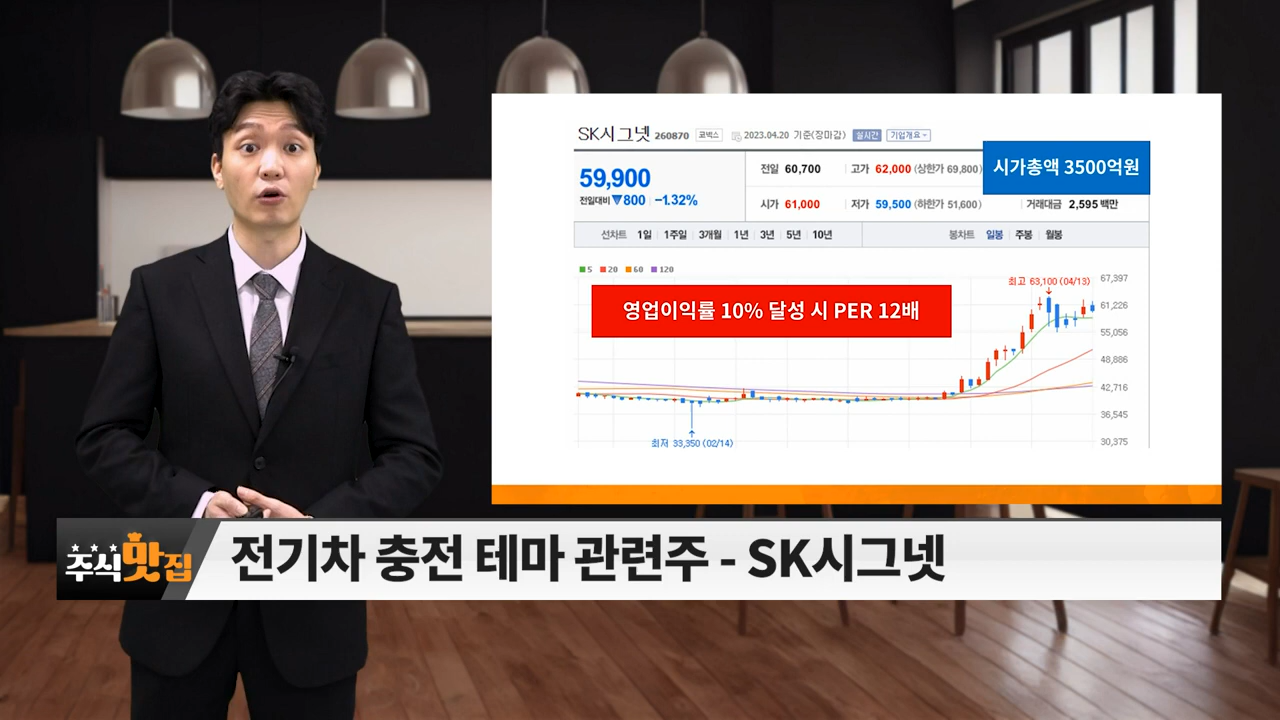 SK시그넷 260870 코넥스 2023.04.20 기준(장마감) 실시간 기업개요
시가총액 3500억원
59,900
전일대비 ▼800 -1.32%
전일 60,700 고가 62,000 (상한가 69,800)
시가 61,000 저가 59,500 (하한가 51,600) 거래대금 2,595 백만
선차트 1일 1주일 3개월 1년 3년 5년 10년 봉차트 일봉 주봉 월봉
5 20 60 120
최고 63,100 (04/13)
영업이익률 10% 달성 시 PER 12배
67,397
61,226
55,056
48,886
42,716
36,545
30,375
최저 33,350 (02/14)
주식맛집
전기차 충전 테마 관련주 - SK시그넷